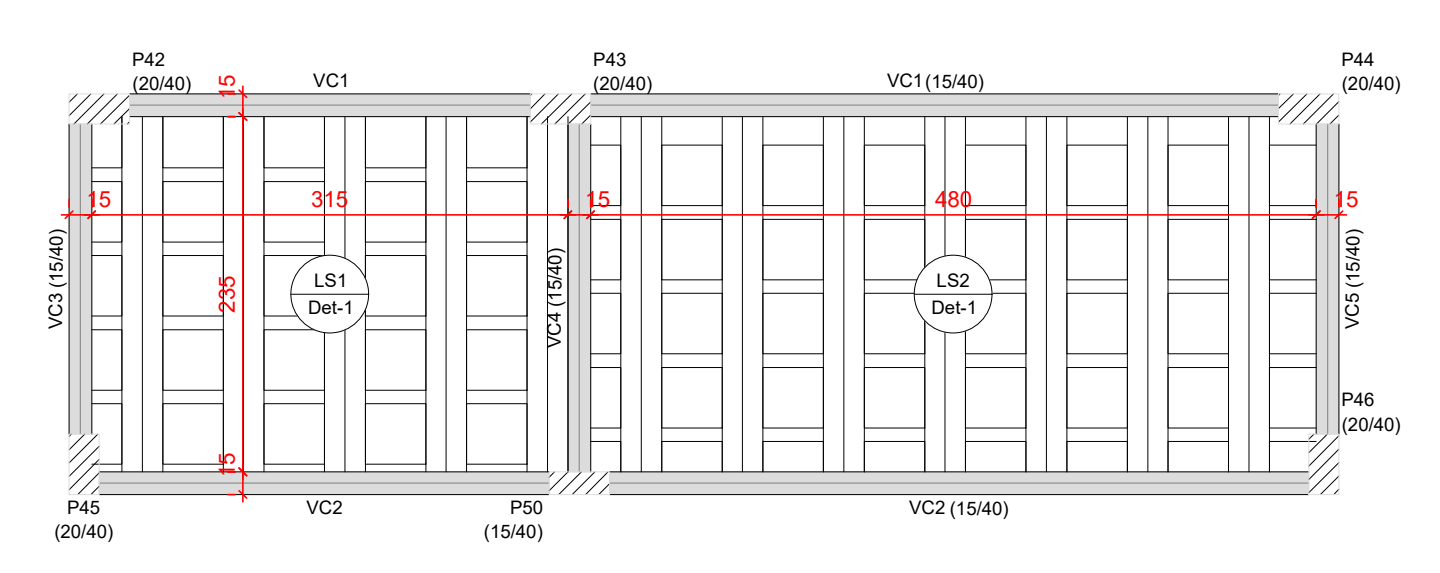 P42
(20/40)
15
VC1
P43
(20/40)
VC1 (15/40)
P44
(20/40)
15
315
15
480
15
VC3 (15/40)
235
LS1
Det-1
VC4 (15/40)
LS2
Det-1
VC5 (15/40)
P46
(20/40)
15
P45
(20/40)
VC2
P50
(15/40)
VC2 (15/40)